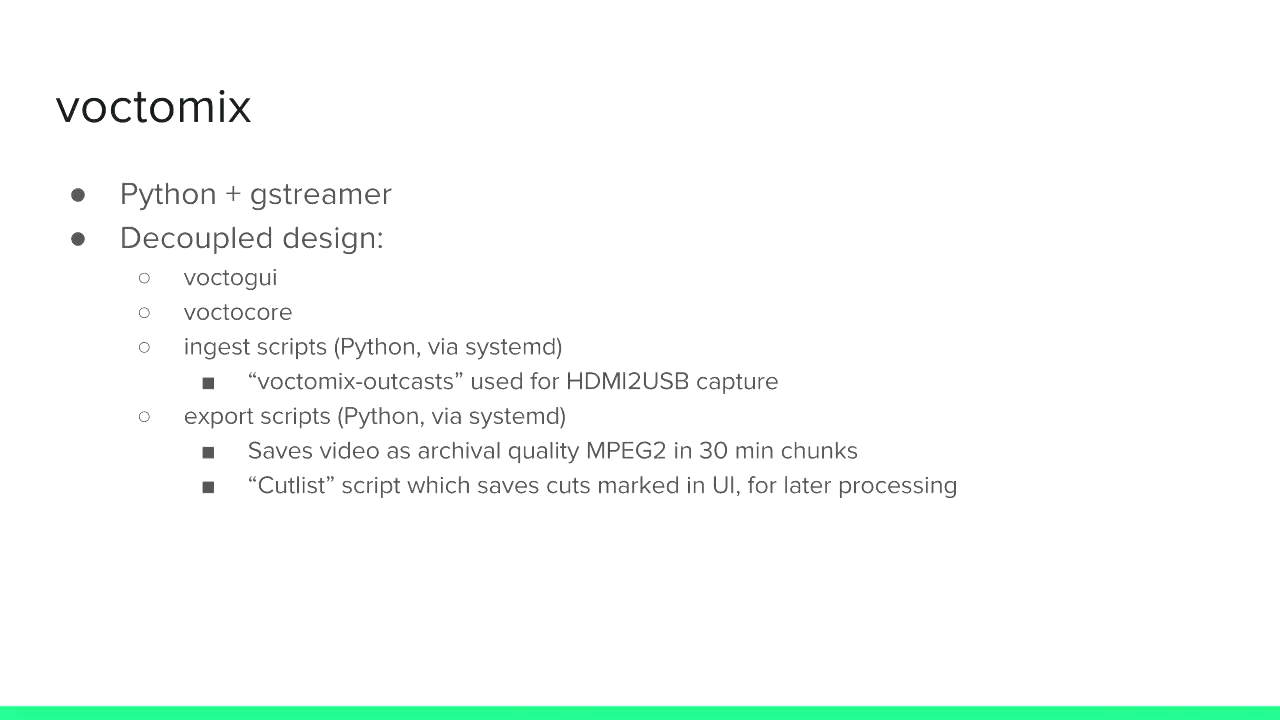 voctomix
● Python + gstreamer
● Decoupled design:
○ voctogui
○ voctocore
○ ingest scripts (Python, via systemd)
■ “voctomix-outcasts” used for HDMI2USB capture
○ export scripts (Python, via systemd)
■ Saves video as archival quality MPEG2 in 30 min chunks
■ “Cutlist” script which saves cuts marked in UI, for later processing